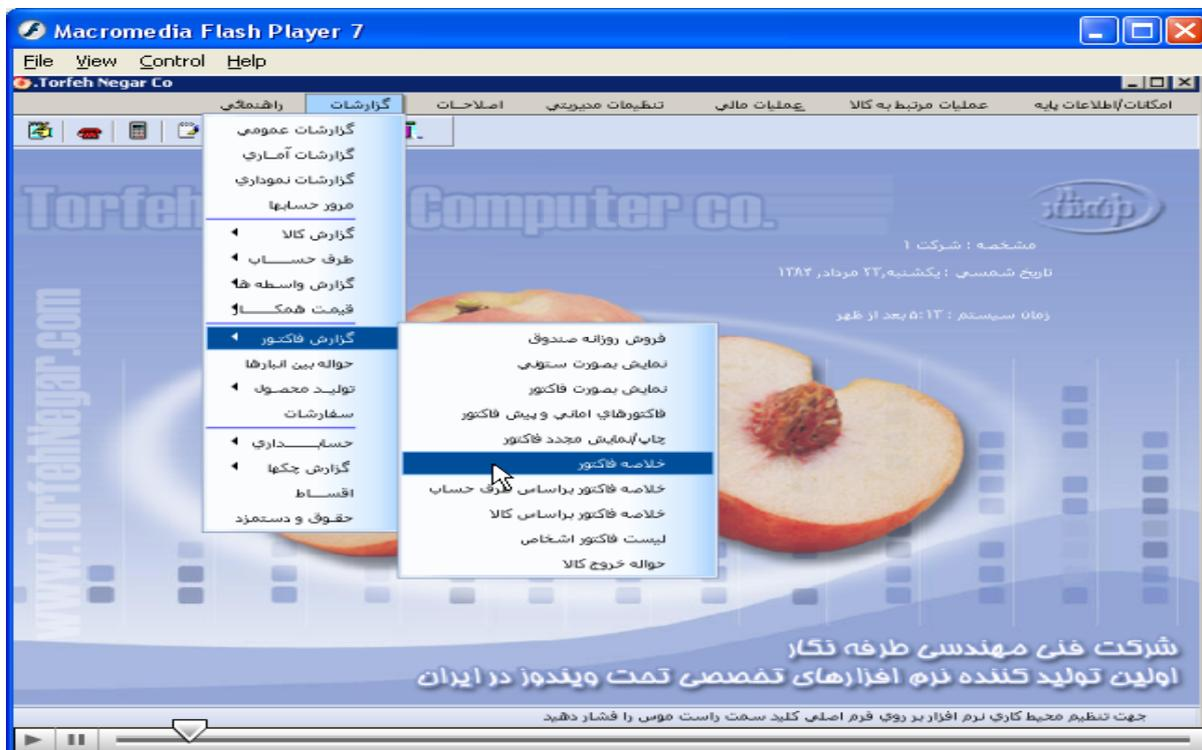 Macromedia Flash Player 7
File View Control Help
.Torfeh Negar Co
امکانات/اطلاعات پایه عملیات مرتبط به کالا عملیات مالی تنظیمات مدیریتی اصلاحات گزارشات راهنمائی
گزارشات عمومی
گزارشات آماری
گزارشات نموداری
مرور حسابها
گزارش کالا
طرف حساب
گزارش واسطه ها
قیمت همکار
گزارش فاکتور
حواله بین انبارها
تولید محصول
سفارشات
حسابداری
گزارش چکها
اقساط
حقوق و دستمزد
فروش روزانه صندوق
نمایش بصورت ستونی
نمایش بصورت فاکتور
فاکتورهای امانی و پیش فاکتور
چاپ/نمایش مجدد فاکتور
خلاصه فاکتور
خلاصه فاکتور براساس طرف حساب
خلاصه فاکتور براساس کالا
لیست فاکتور اشخاص
حواله خروج کالا
Torfeh Computer co.
مشخصه : شرکت ۱
تاریخ شمسی : یکشنبه,۲۳ مرداد, ۱۳۸۴
زمان سیستم : ۵:۱۳ بعد از ظهر
www.TorfehNegar.com
شرکت فنی مهندسی طرفه نگار
اولین تولید کننده نرم افزارهای تخصصی تحت ویندوز در ایران
جهت تنظیم محیط کاری نرم افزار بر روی فرم اصلی کلید سمت راست موس را فشار دهید